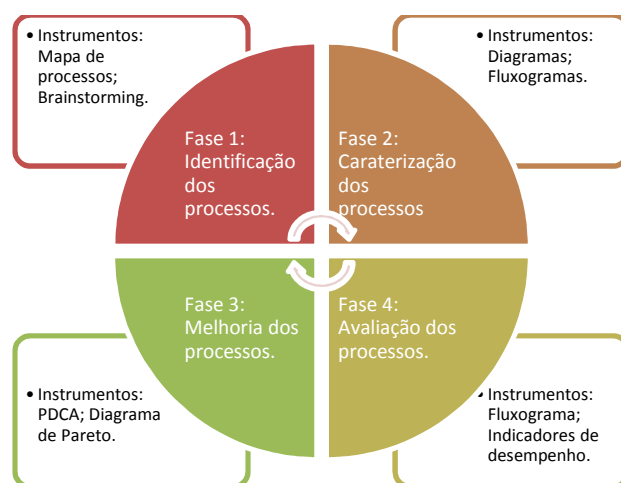 • Instrumentos:
Mapa de
processos;
Brainstorming.
• Instrumentos:
Diagramas;
Fluxogramas.
Fase 1:
Identificação
dos
processos.
Fase 2:
Caraterização
dos
processos
Fase 3:
Melhoria dos
processos.
Fase 4:
Avaliação dos
processos.
• Instrumentos:
PDCA; Diagrama
de Pareto.
• Instrumentos:
Fluxograma;
Indicadores de
desempenho.